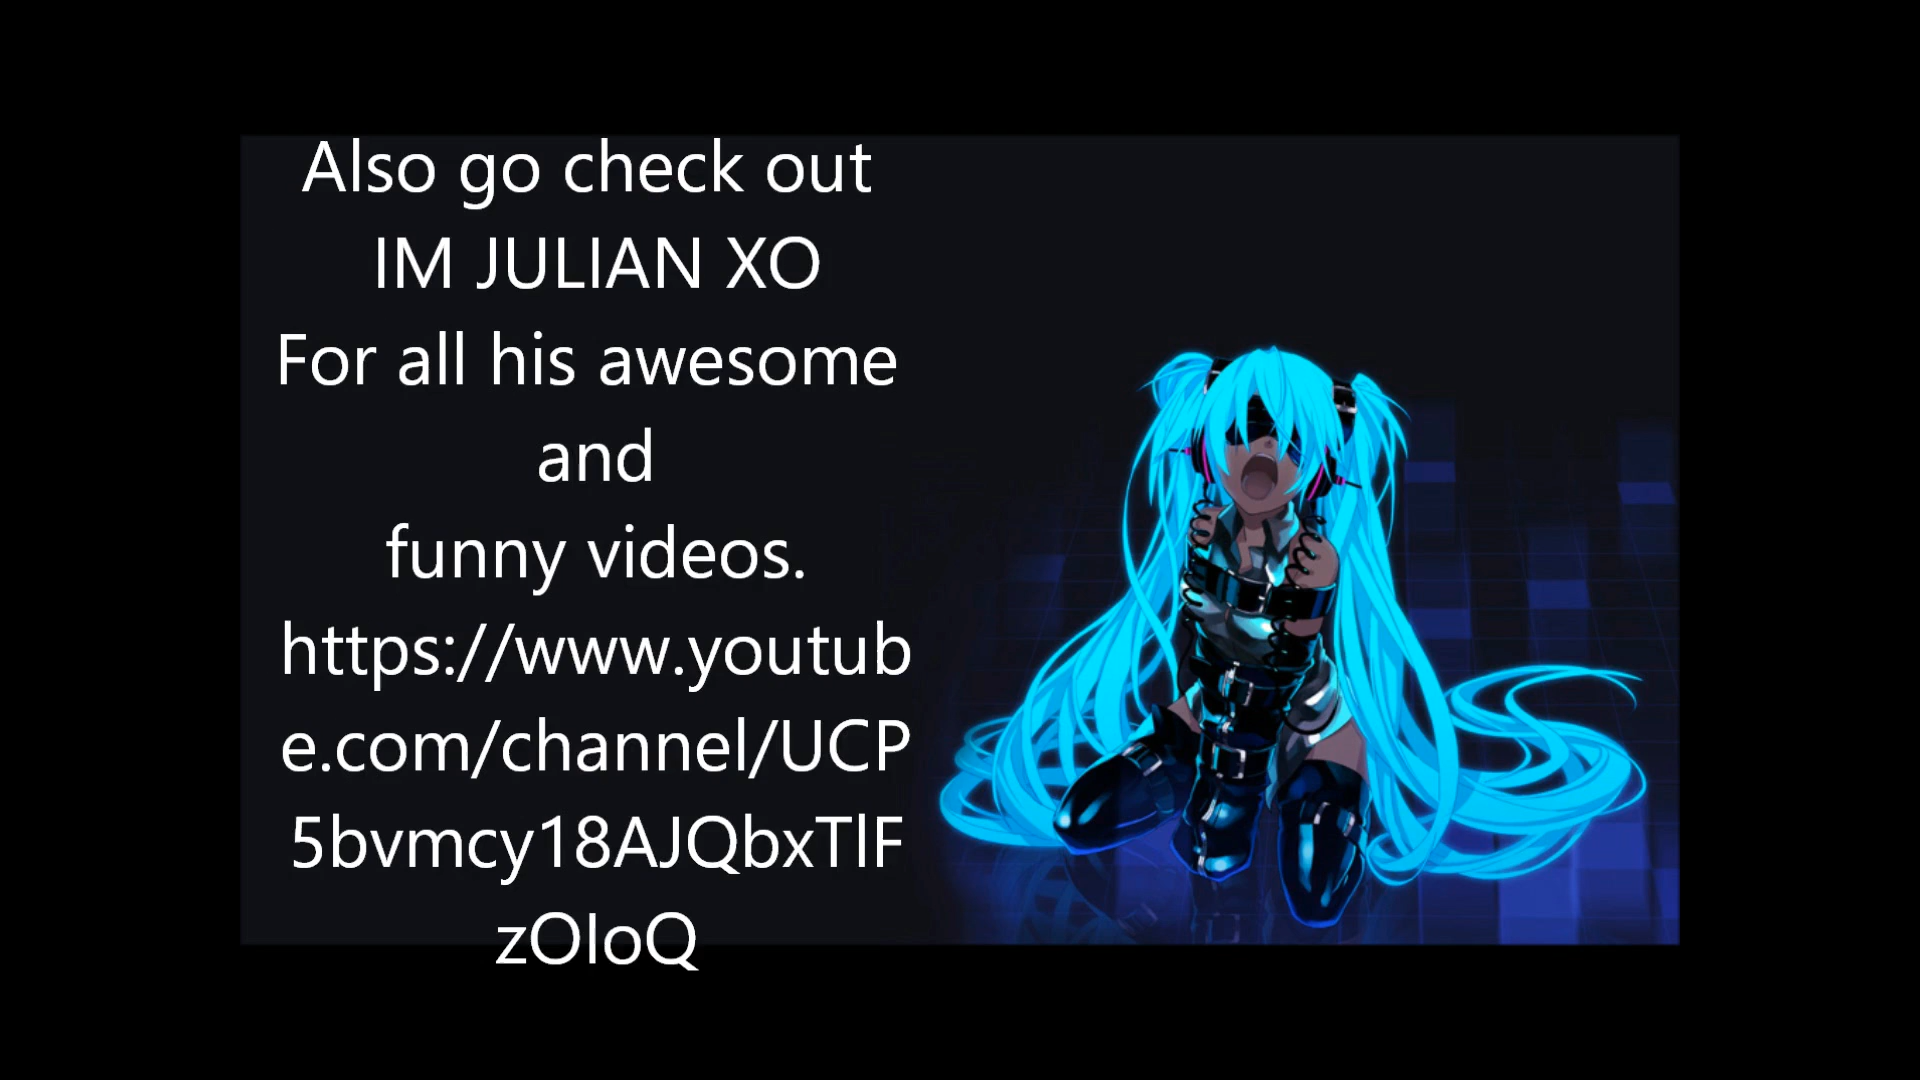 Also go check out
IM JULIAN XO
For all his awesome
and
funny videos.
https://www.youtub
e.com/channel/UCP
5bvmcy18AJQbxTlF
zOIoQ